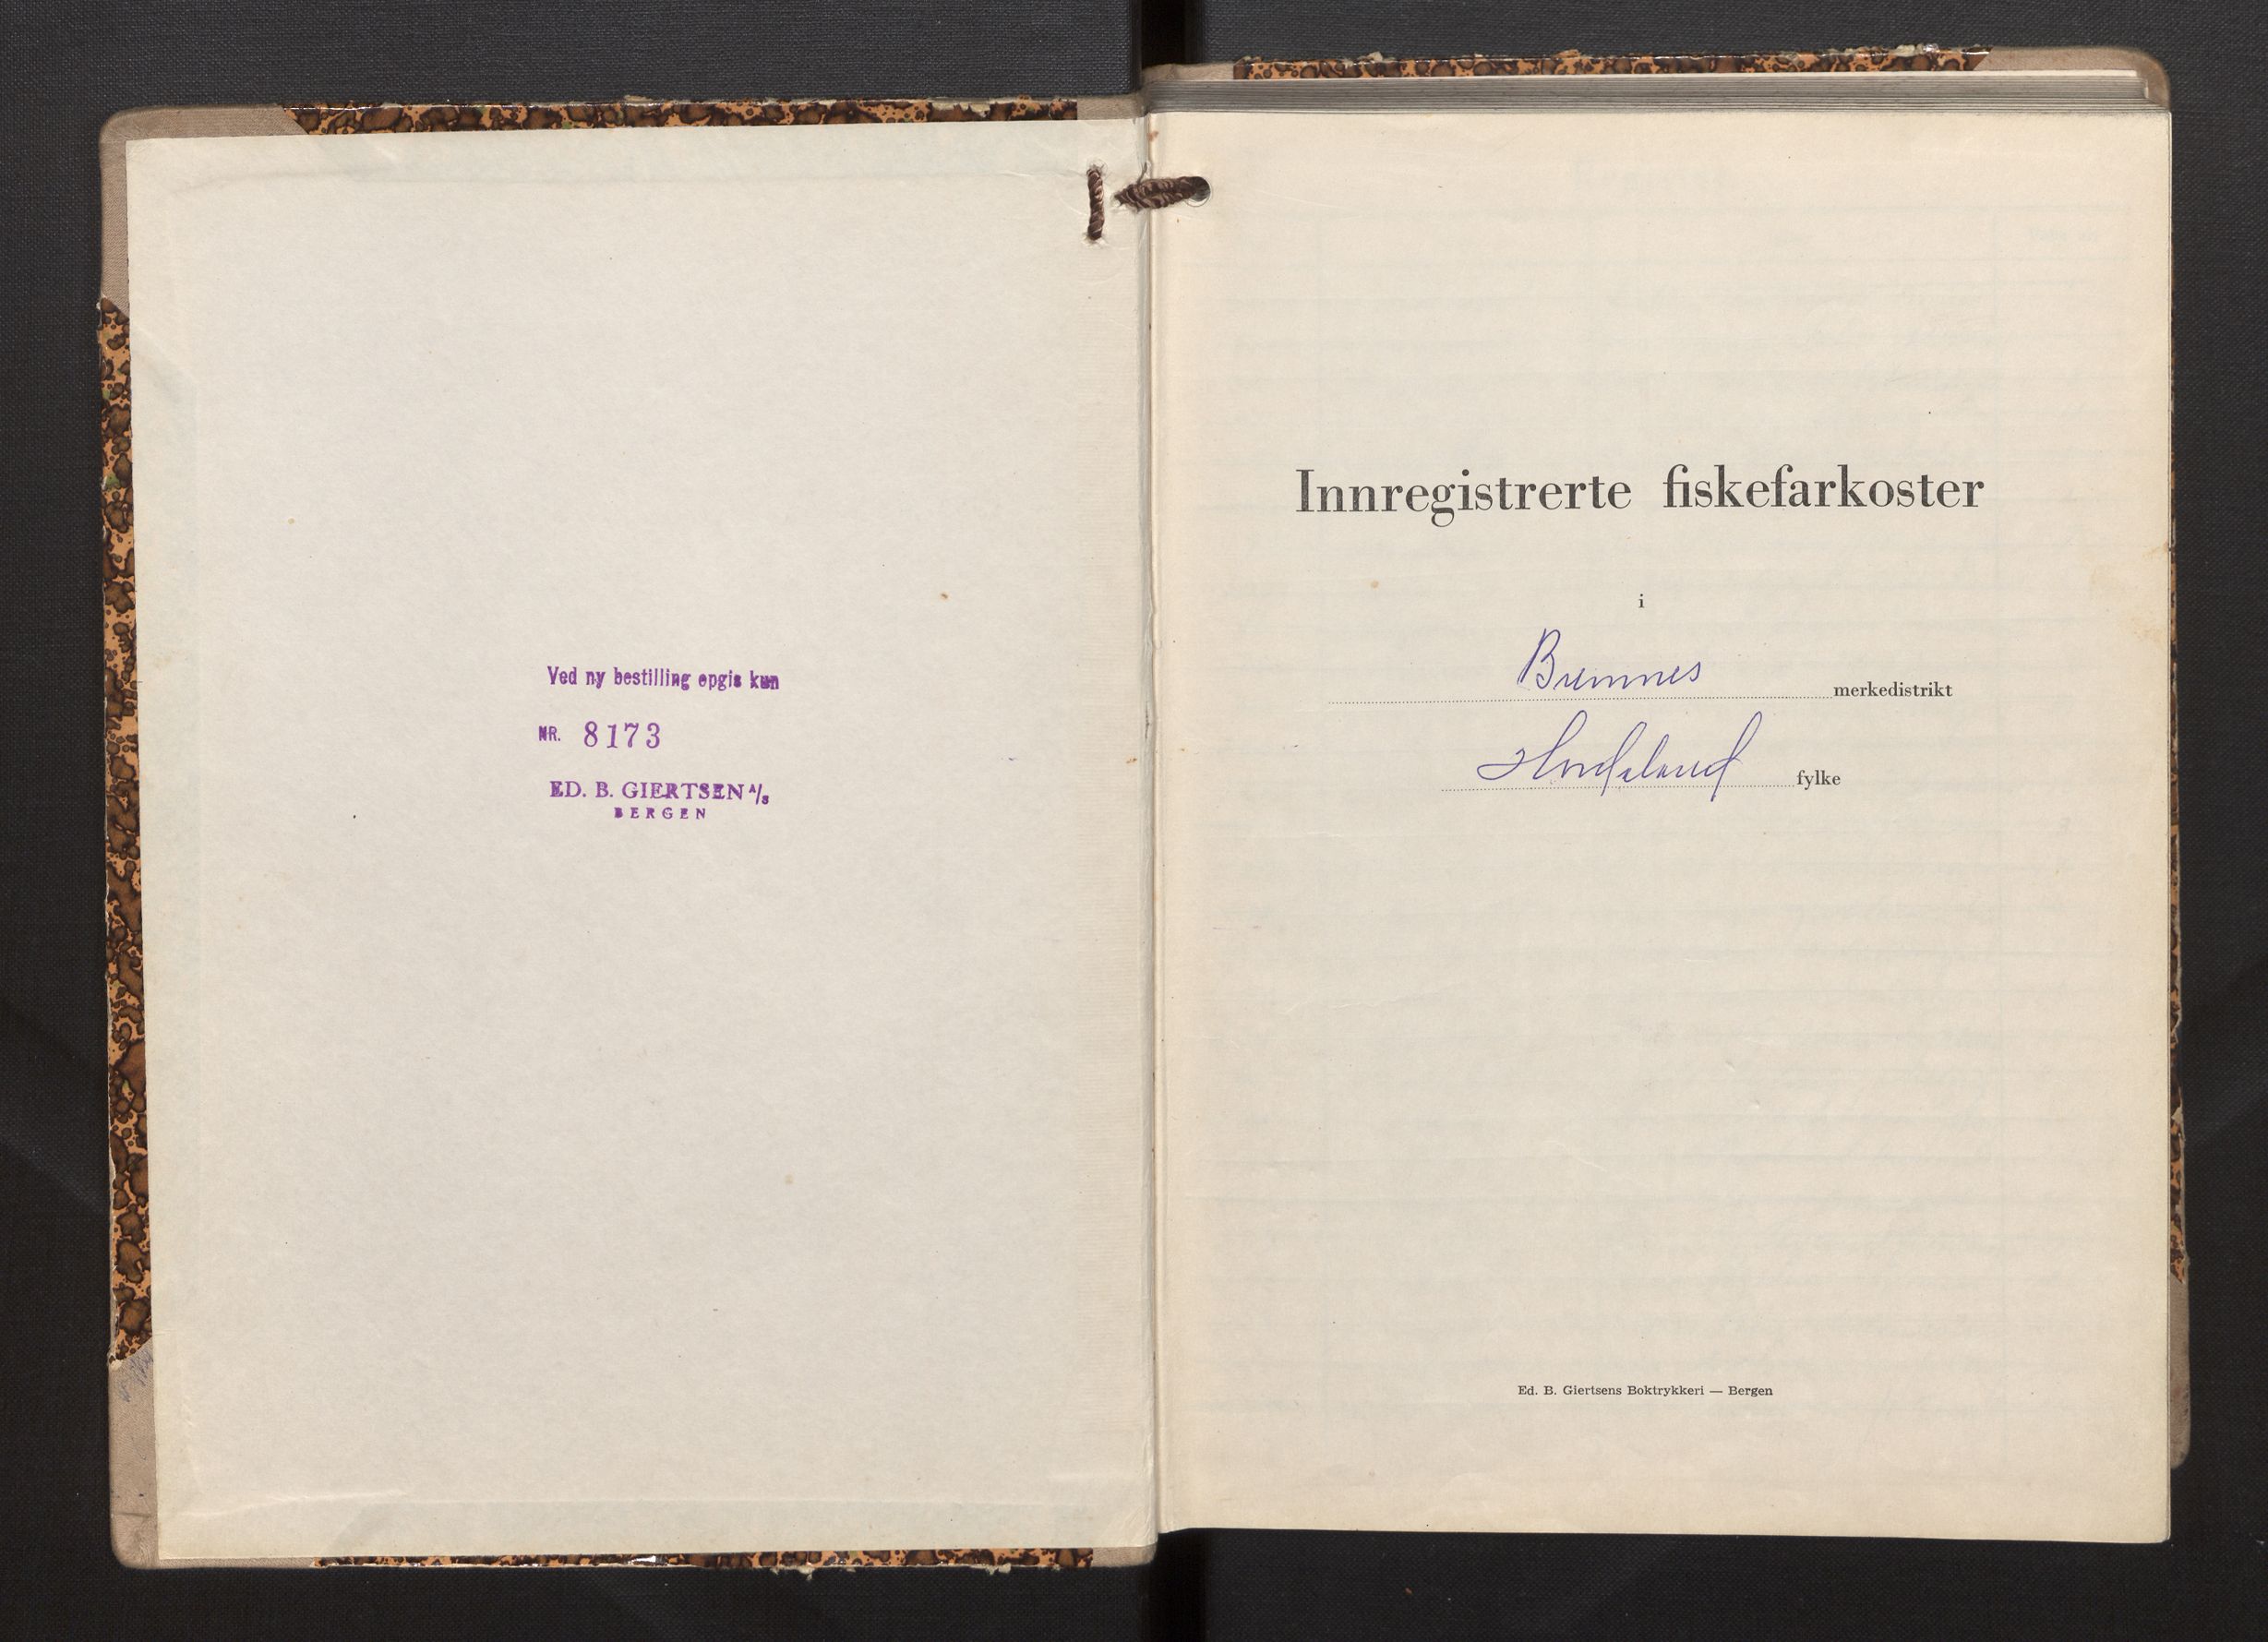 Ved ny bestilling opgis kun
NR. 8173
ED. B. GIERTSEN A/S
BERGEN
Innregistrerte fiskefarkoster
i
Bremnes merkedistrikt
Hordaland fylke
Ed. B. Giertsens Boktrykkeri — Bergen